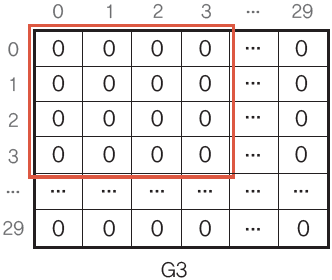 0 1 2 3 ... 29
0 0 0 0 0 ... 0
1 0 0 0 0 ... 0
2 0 0 0 0 ... 0
3 0 0 0 0 ... 0
... ... ... ... ... ... ...
29 0 0 0 0 ... 0
G3